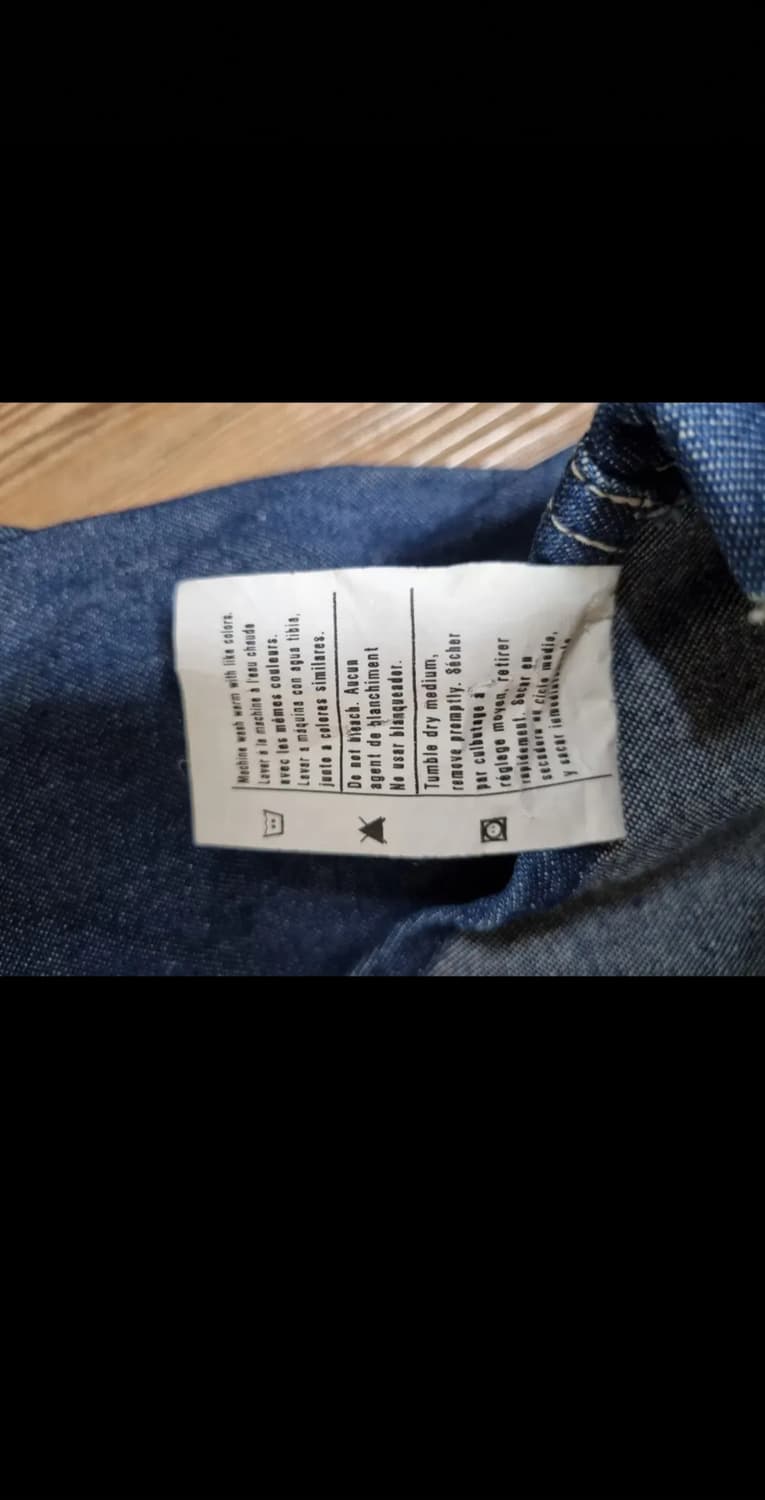 Machine wash warm with like colors.
Laver à la machine à l'eau chaude
avec les mêmes couleurs.
Lavar a máquina con agua tibia,
junto a colores similares.
Do not bleach. Aucun
agent de blanchiment
No usar blanqueador.
Tumble dry medium,
remove promptly. Sécher
par culbutage à
réglage moyen, retirer
rapidement. Secar en
secadora en ciclo medio,
y sacar